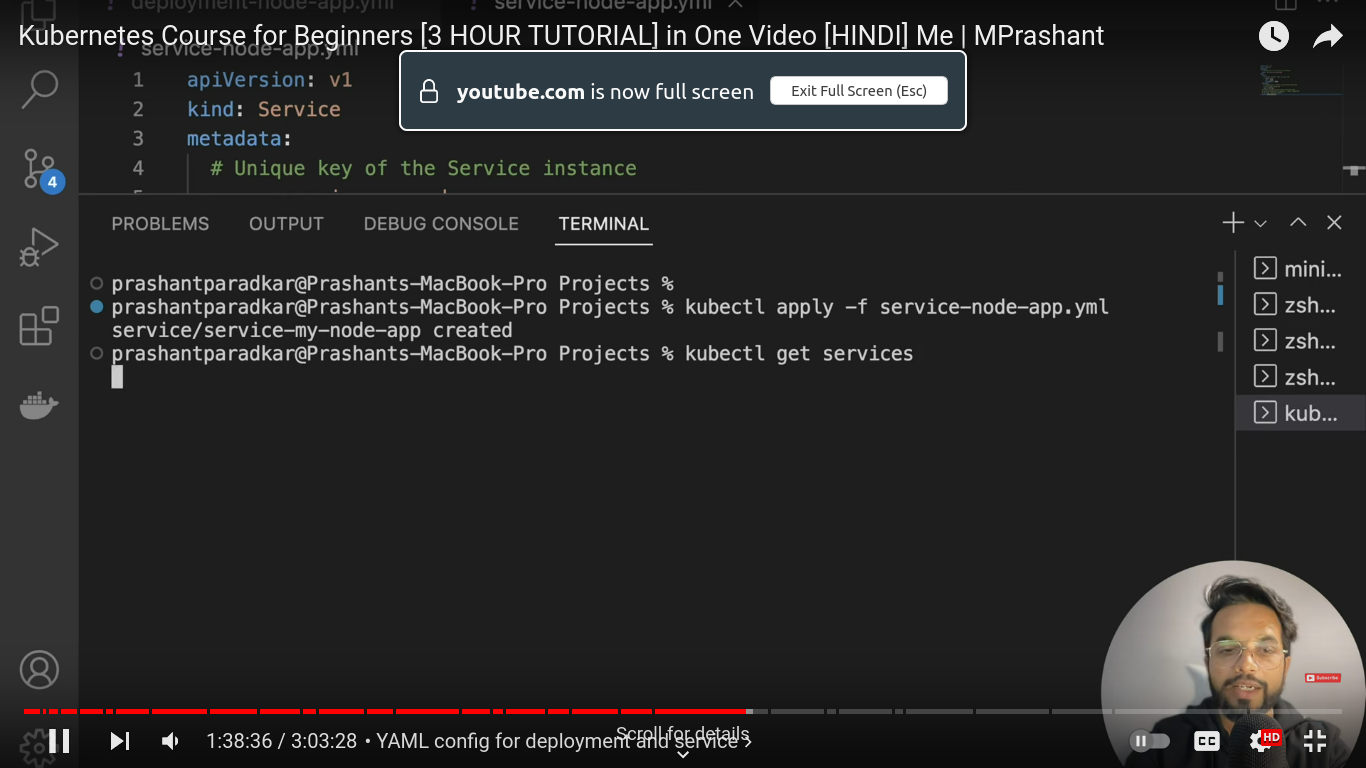 deployment-node-app.yml
service-node-app.yml
Kubernetes Course for Beginners [3 HOUR TUTORIAL] in One Video [HINDI] Me | MPrashant
! service-node-app.yml
youtube.com is now full screen
Exit Full Screen (Esc)
1 apiVersion: v1
2 kind: Service
3 metadata:
4 # Unique key of the Service instance
4
PROBLEMS OUTPUT DEBUG CONSOLE TERMINAL
prashantparadkar@Prashants-MacBook-Pro Projects %
prashantparadkar@Prashants-MacBook-Pro Projects % kubectl apply -f service-node-app.yml
service/service-my-node-app created
prashantparadkar@Prashants-MacBook-Pro Projects % kubectl get services
mini...
zsh...
zsh...
zsh...
kub...
Subscribe
Scroll for details
1:38:36 / 3:03:28 • YAML config for deployment and service ›
CC
HD